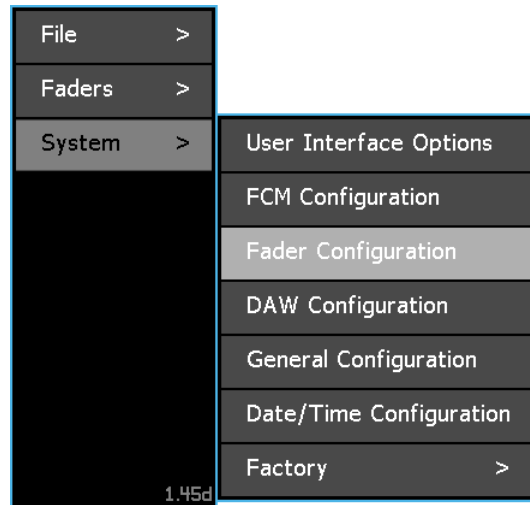 File >
Faders >
System >
User Interface Options
FCM Configuration
Fader Configuration
DAW Configuration
General Configuration
Date/Time Configuration
Factory >
1.45d